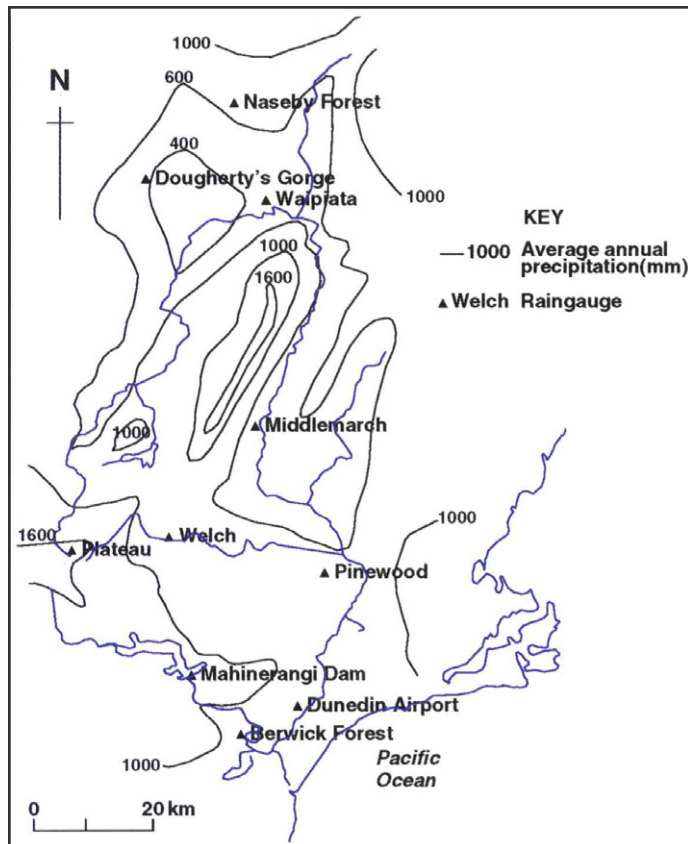 1000
N
600
Naseby Forest
400
Dougherty's Gorge
Waipiata
1000
KEY
1000
1000 Average annual
precipitation(mm)
1600
Welch Raingauge
Middlemarch
1000
1000
1600
Welch
Plateau
Pinewood
Mahinerangi Dam
Dunedin Airport
Berwick Forest
Pacific
Ocean
1000
0 20 km